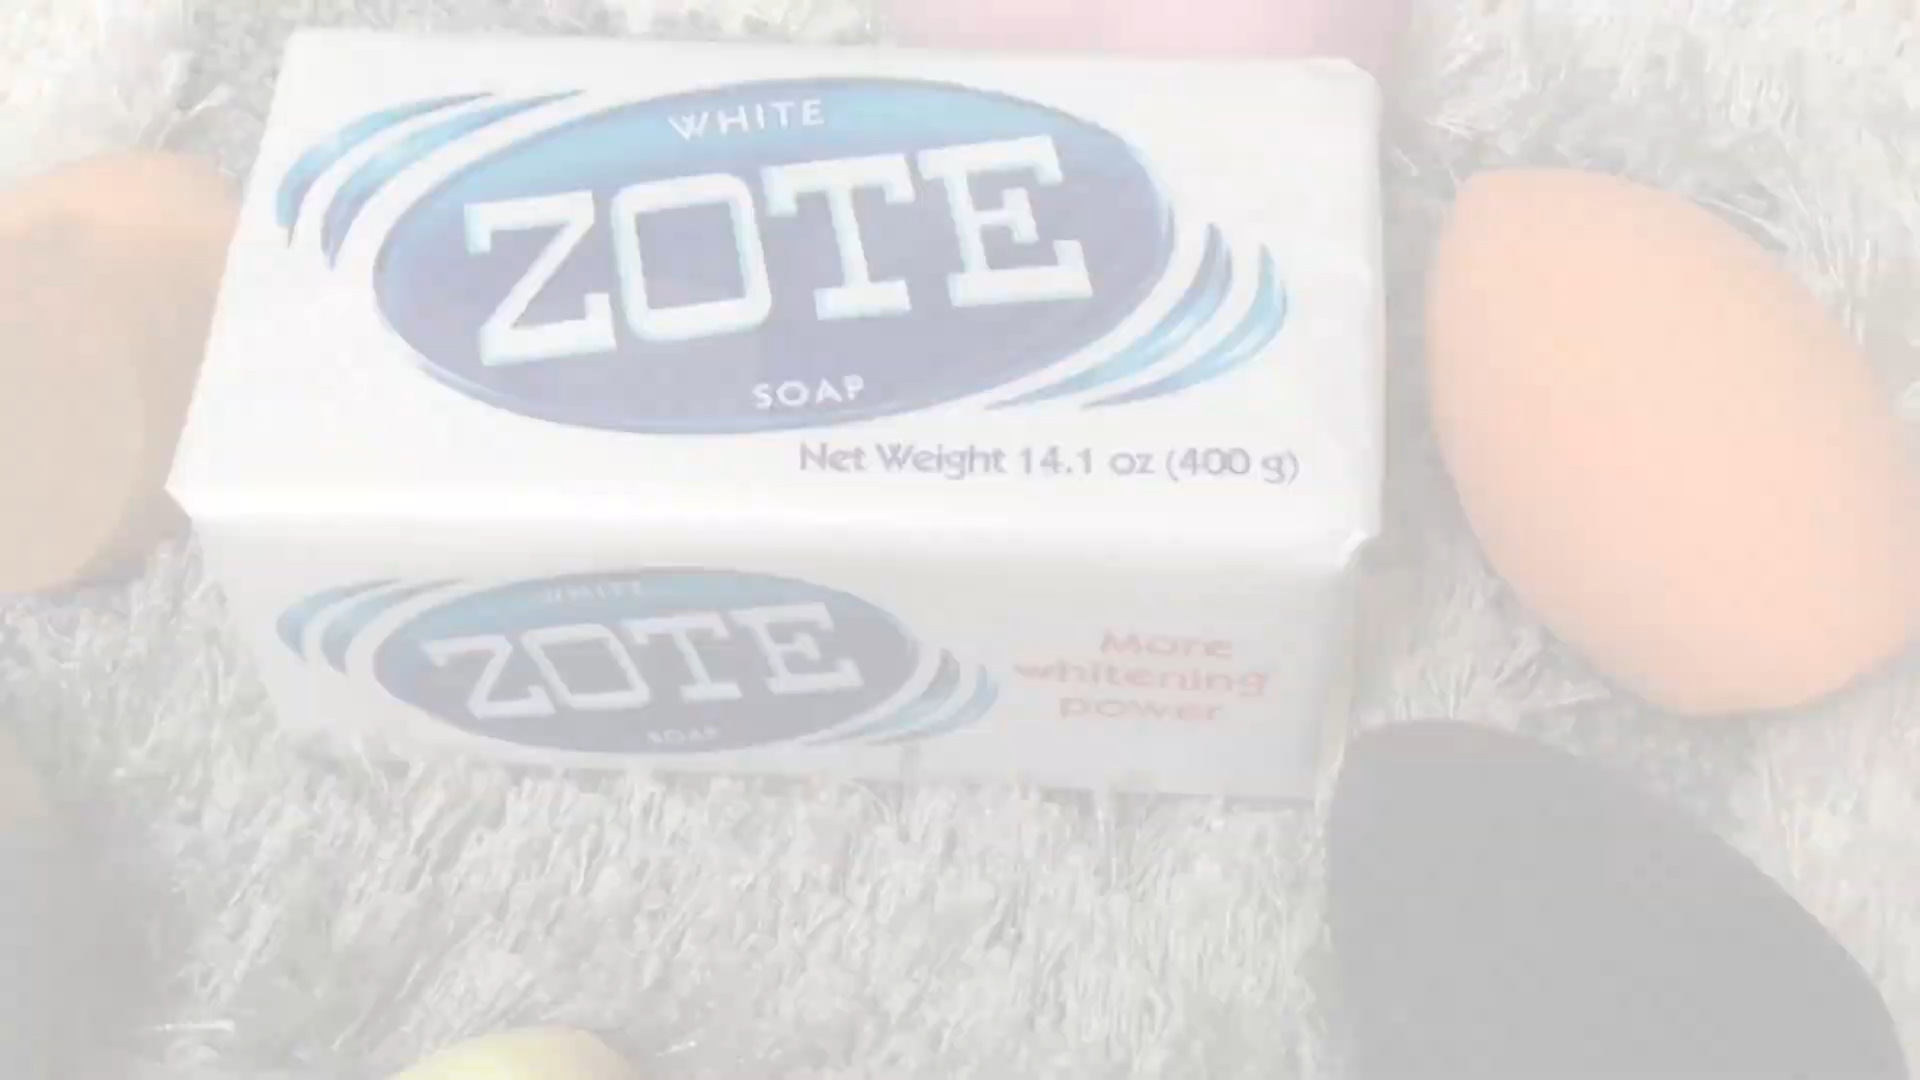 WHITE
ZOTE
SOAP
Net Weight 14.1 oz (400 g)
WHITE
ZOTE
SOAP
More
whitening
power